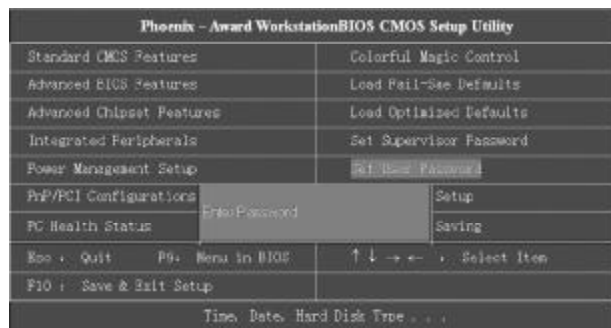 Phoenix – Award WorkstationBIOS CMOS Setup Utility
Standard CMOS Features
Colorful Magic Control
Advanced BIOS Features
Load Fail-Sae Defaults
Advanced Chipset Features
Load Optimized Defaults
Integrated Peripherals
Set Supervisor Password
Power Management Setup
Set User Password
PnP/PCI Configurations
Setup
Enter Password
PC Health Status
Saving
Esc : Quit F9: Menu in BIOS ↑ ↓ → ← : Select Item
F10 : Save & Exit Setup
Time, Date, Hard Disk Type . . .